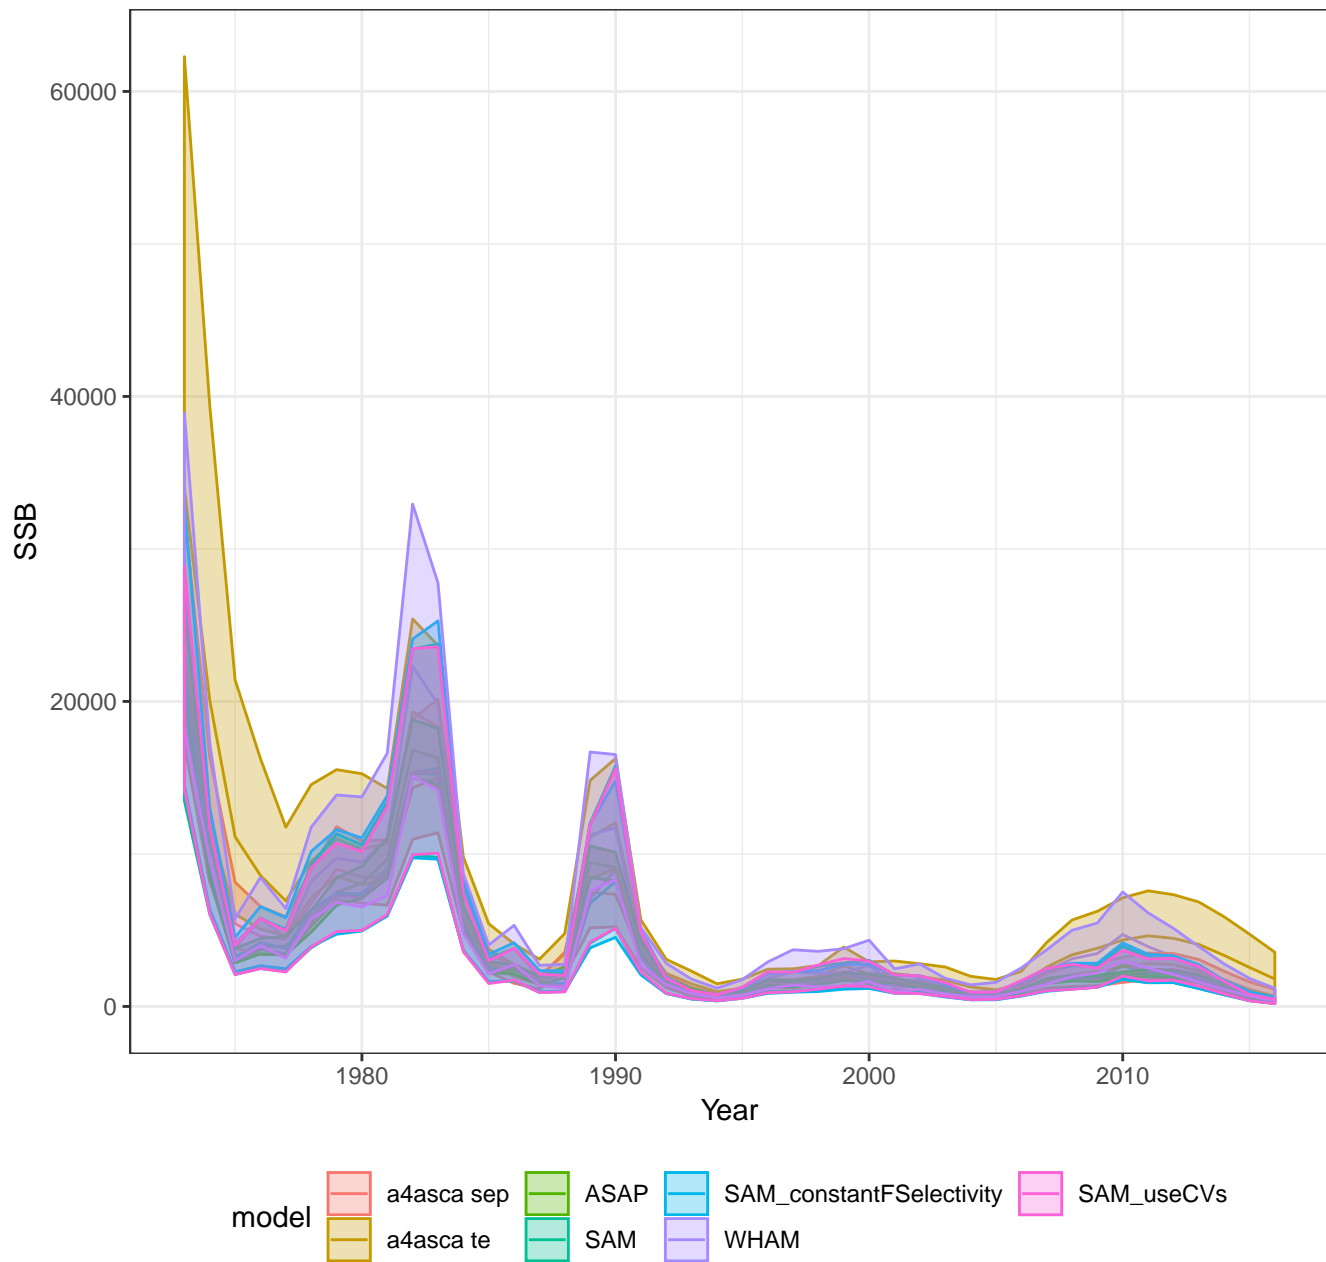 60000
40000
20000
0
SSB
1980 1990 2000 2010
Year
model
a4asca sep ASAP SAM_constantFSelectivity SAM_useCVs
a4asca te SAM WHAM